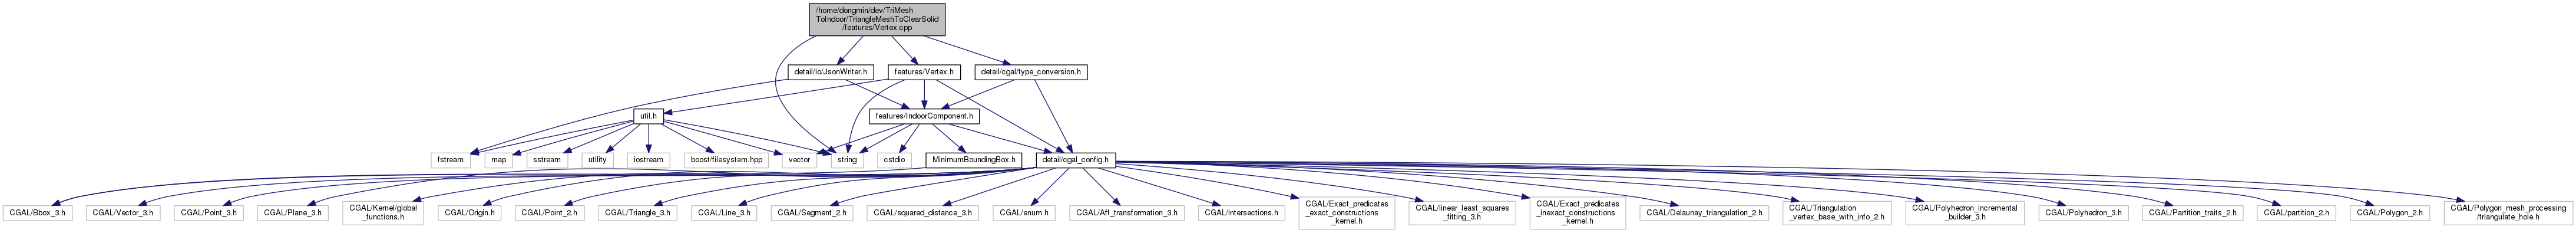 /home/dongmin/dev/TriMesh
ToIndoor/TriangleMeshToClearSolid
/features/Vertex.cpp
detail/io/JsonWriter.h
features/Vertex.h
detail/cgal/type_conversion.h
util.h
features/IndoorComponent.h
fstream
map
sstream
utility
iostream
boost/filesystem.hpp
vector
string
cstdio
MinimumBoundingBox.h
detail/cgal_config.h
CGAL/Bbox_3.h
CGAL/Vector_3.h
CGAL/Point_3.h
CGAL/Plane_3.h
CGAL/Kernel/global
_functions.h
CGAL/Origin.h
CGAL/Point_2.h
CGAL/Triangle_3.h
CGAL/Line_3.h
CGAL/Segment_2.h
CGAL/squared_distance_3.h
CGAL/enum.h
CGAL/Aff_transformation_3.h
CGAL/intersections.h
CGAL/Exact_predicates
_exact_constructions
_kernel.h
CGAL/linear_least_squares
_fitting_3.h
CGAL/Exact_predicates
_inexact_constructions
_kernel.h
CGAL/Delaunay_triangulation_2.h
CGAL/Triangulation
_vertex_base_with_info_2.h
CGAL/Polyhedron_incremental
_builder_3.h
CGAL/Polyhedron_3.h
CGAL/Partition_traits_2.h
CGAL/partition_2.h
CGAL/Polygon_2.h
CGAL/Polygon_mesh_processing
/triangulate_hole.h